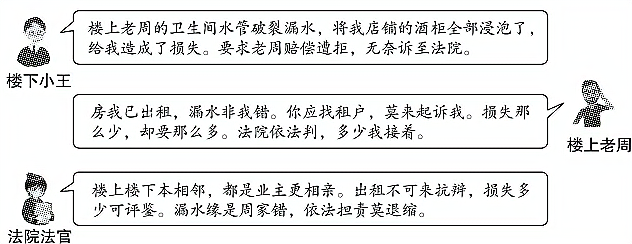 楼上老周的卫生间水管破裂漏水，将我店铺的酒柜全部浸泡了，
给我造成了损失。要求老周赔偿遭拒，无奈诉至法院。
楼下小王
房我已出租，漏水非我错。你应找租户，莫来起诉我。损失那
么少，却要那么多。法院依法判，多少我接着。
楼上老周
楼上楼下本相邻，都是业主更相亲。出租不可来抗辩，损失多
少可评鉴。漏水缘是周家错，依法担责莫退缩。
法院法官